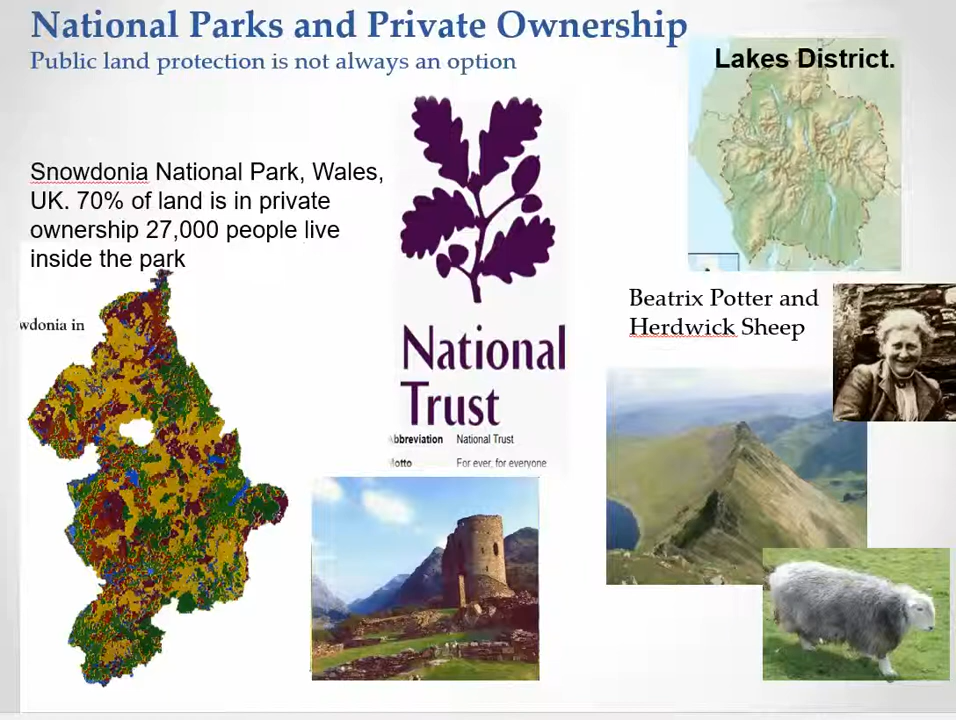 National Parks and Private Ownership
Public land protection is not always an option
Lakes District.
Snowdonia National Park, Wales,
UK. 70% of land is in private
ownership 27,000 people live
inside the park
wdonia in
National
Trust
bbreviation National Trust
otto For ever, for everyone
Beatrix Potter and
Herdwick Sheep